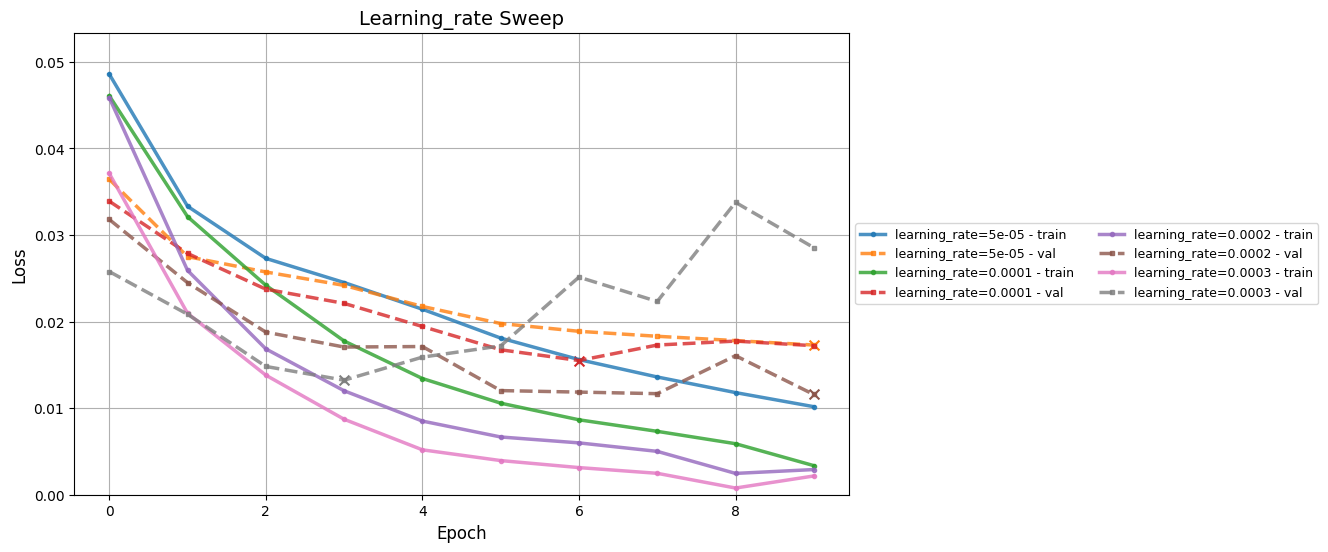 Learning_rate Sweep
Loss
0.05
0.04
0.03
0.02
0.01
0.00
0
2
4
6
8
Epoch
learning_rate=5e-05 - train
learning_rate=5e-05 - val
learning_rate=0.0001 - train
learning_rate=0.0001 - val
learning_rate=0.0002 - train
learning_rate=0.0002 - val
learning_rate=0.0003 - train
learning_rate=0.0003 - val